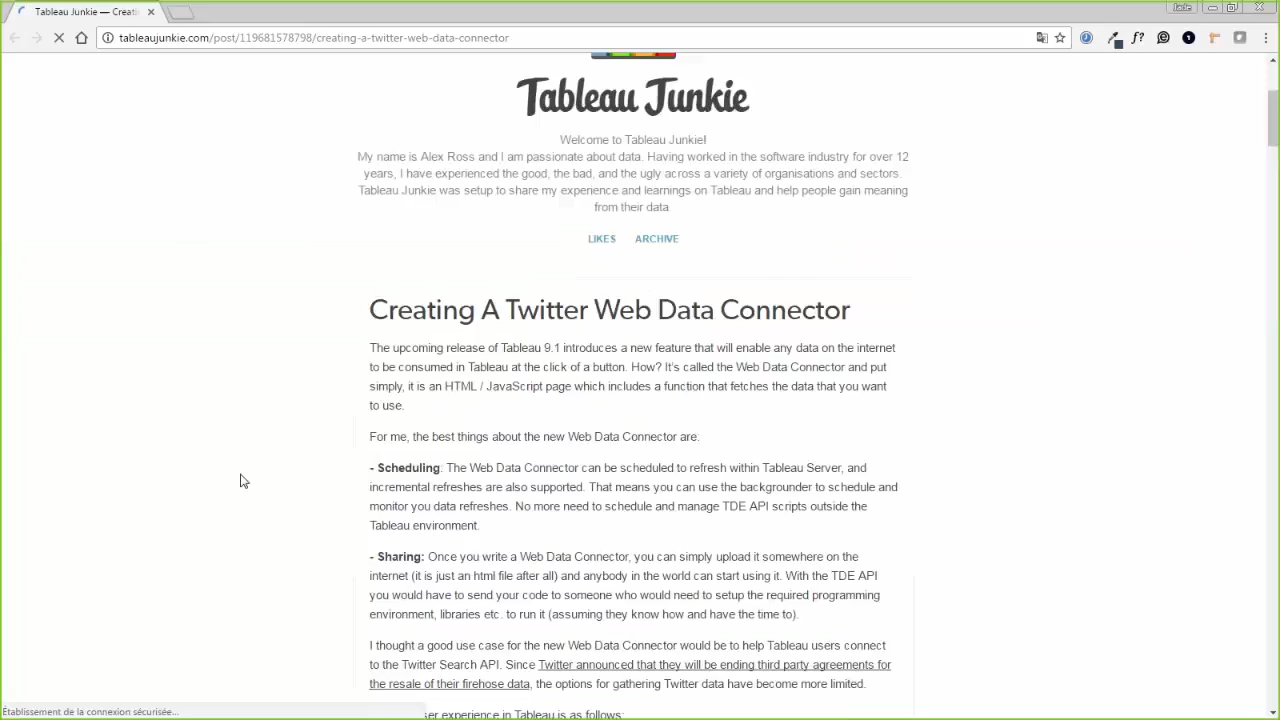 Tableau Junkie — Creati
tableaujunkie.com/post/119681578798/creating-a-twitter-web-data-connector
Tableau Junkie
Welcome to Tableau Junkie!
My name is Alex Ross and I am passionate about data. Having worked in the software industry for over 12
years, I have experienced the good, the bad, and the ugly across a variety of organisations and sectors.
Tableau Junkie was setup to share my experience and learnings on Tableau and help people gain meaning
from their data
LIKES ARCHIVE
Creating A Twitter Web Data Connector
The upcoming release of Tableau 9.1 introduces a new feature that will enable any data on the internet
to be consumed in Tableau at the click of a button. How? It's called the Web Data Connector and put
simply, it is an HTML / JavaScript page which includes a function that fetches the data that you want
to use.
For me, the best things about the new Web Data Connector are:
- Scheduling: The Web Data Connector can be scheduled to refresh within Tableau Server, and
incremental refreshes are also supported. That means you can use the backgrounder to schedule and
monitor you data refreshes. No more need to schedule and manage TDE API scripts outside the
Tableau environment.
- Sharing: Once you write a Web Data Connector, you can simply upload it somewhere on the
internet (it is just an html file after all) and anybody in the world can start using it. With the TDE API
you would have to send your code to someone who would need to setup the required programming
environment, libraries etc. to run it (assuming they know how and have the time to).
I thought a good use case for the new Web Data Connector would be to help Tableau users connect
to the Twitter Search API. Since Twitter announced that they will be ending third party agreements for
the resale of their firehose data, the options for gathering Twitter data have become more limited.
ser experience in Tableau is as follows:
Établissement de la connexion sécurisée...